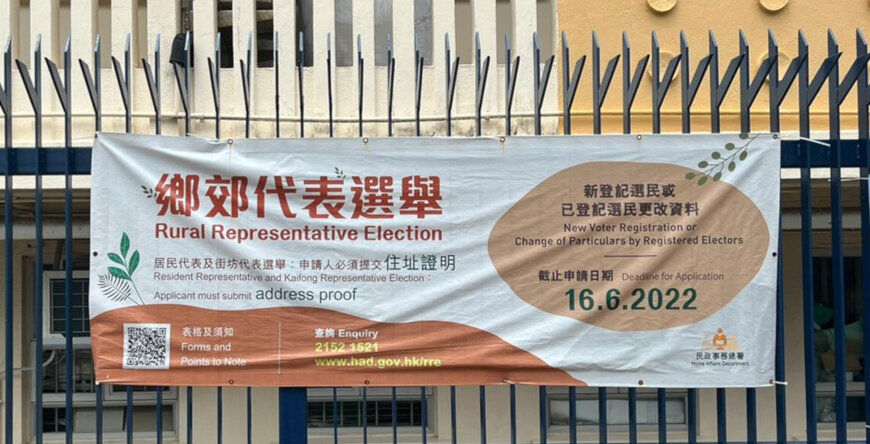 鄉郊代表選舉
Rural Representative Election
居民代表及街坊代表選舉：申請人必須提交住址證明
Resident Representative and Kaifong Representative Election :
Applicant must submit address proof
表格及須知
Forms and
Points to Note
查詢 Enquiry
2152 1521
www.had.gov.hk/rre
新登記選民或
已登記選民更改資料
New Voter Registration or
Change of Particulars by Registered Electors
截止申請日期 Deadline for Application
16.6.2022
民政事務總署
Home Affairs Department